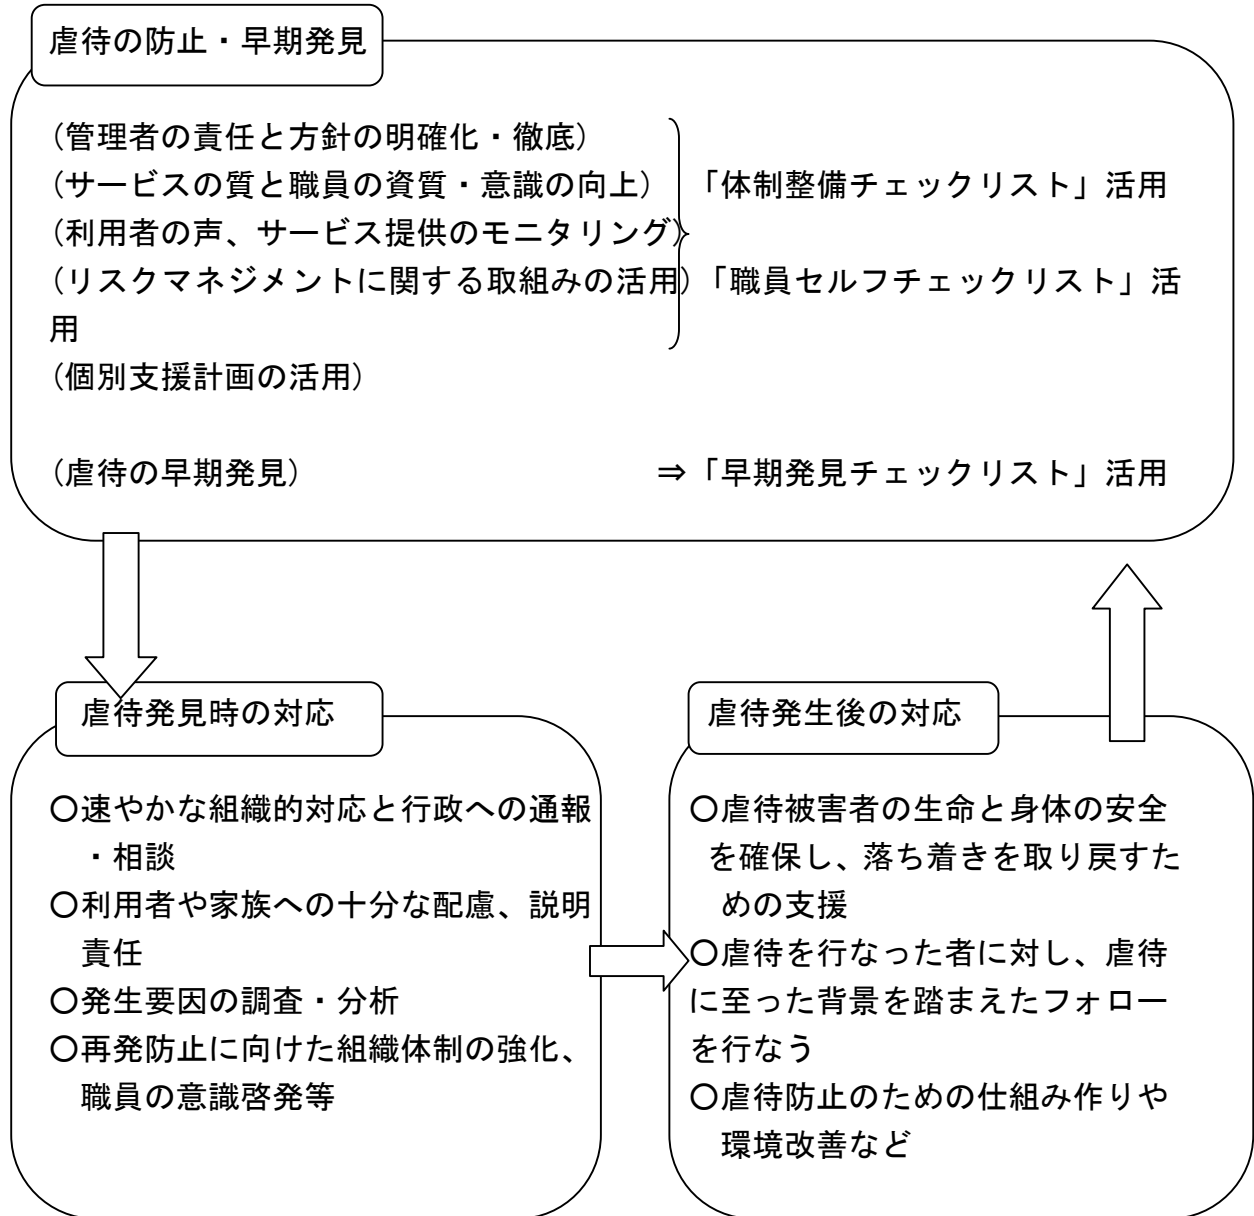 虐待の防止・早期発見
(管理者の責任と方針の明確化・徹底)
(サービスの質と職員の資質・意識の向上) 「体制整備チェックリスト」活用
(利用者の声、サービス提供のモニタリング)
(リスクマネジメントに関する取組みの活用)「職員セルフチェックリスト」活
用
(個別支援計画の活用)
(虐待の早期発見) ⇒「早期発見チェックリスト」活用
虐待発見時の対応
○速やかな組織的対応と行政への通報
・相談
○利用者や家族への十分な配慮、説明
責任
○発生要因の調査・分析
○再発防止に向けた組織体制の強化、
職員の意識啓発等
虐待発生後の対応
○虐待被害者の生命と身体の安全
を確保し、落ち着きを取り戻すた
めの支援
○虐待を行なった者に対し、虐待
に至った背景を踏まえたフォロー
を行なう
○虐待防止のための仕組み作りや
環境改善など